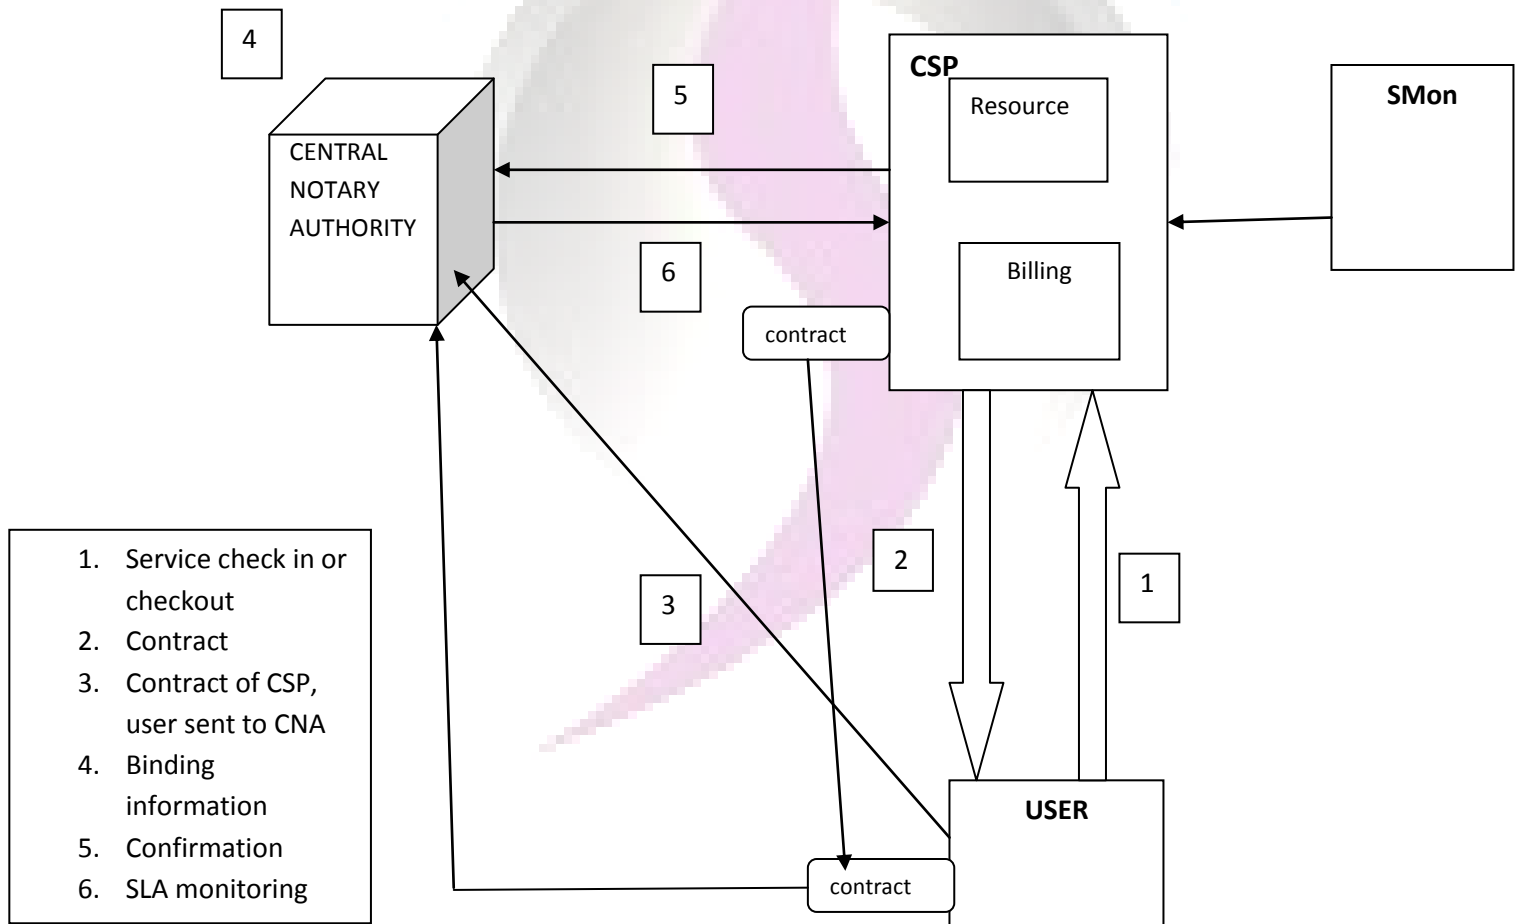 4
CSP
Resource
SMon
5
CENTRAL
NOTARY
AUTHORITY
6
Billing
contract
2
1
3
1. Service check in or
checkout
2. Contract
3. Contract of CSP,
user sent to CNA
4. Binding
information
5. Confirmation
6. SLA monitoring
USER
contract